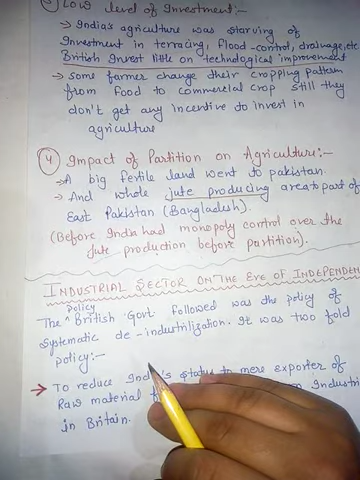 Low level of Investment:-
→ India's agriculture was starving of
Investment in terracing, flood-control, drainage, etc
British Invest little on technological improvement
→ Some farmer change their cropping pattern
from food to commercial crop still they
don't get any incentive to invest in
agriculture
4 Impact of Partition on Agriculture:-
→ A big fertile land went to pakistan.
→ And whole jute producing area to part of
East Pakistan (Bangladesh).
(Before India had monopoly control over the
Jute production before partition).
INDUSTRIAL SECTOR ON THE EVE OF INDEPENDEN
The ^policy British Govt followed was the policy of
systematic de-industrilization. It was two fold
policy:-
→ To reduce India's status to mere exporter of
Raw material Industri
in Britain.